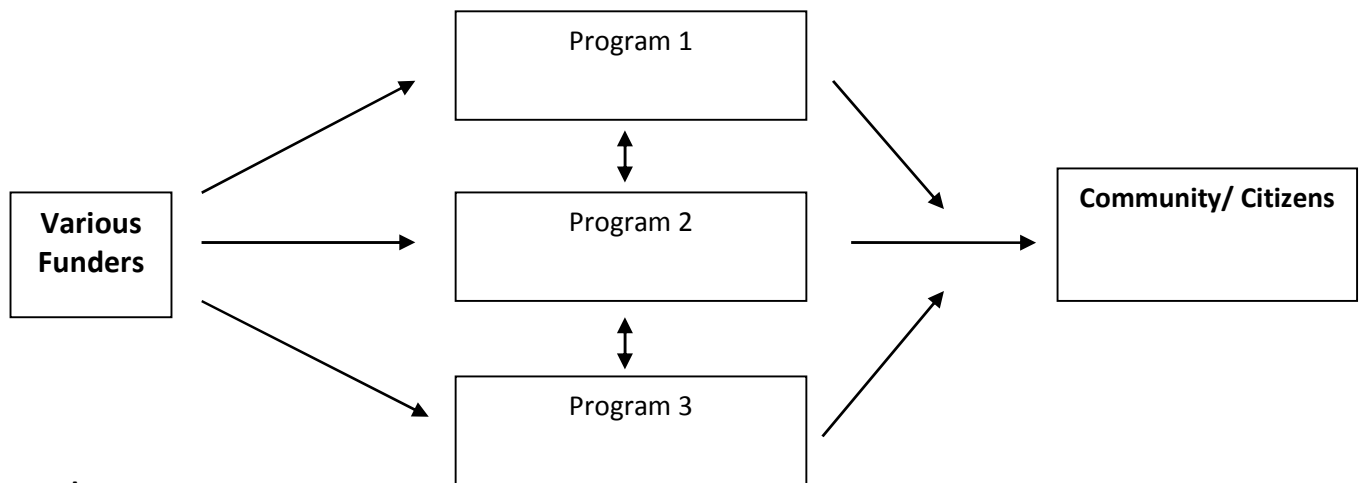 Program 1
Various
Funders
Program 2
Community/ Citizens
Program 3